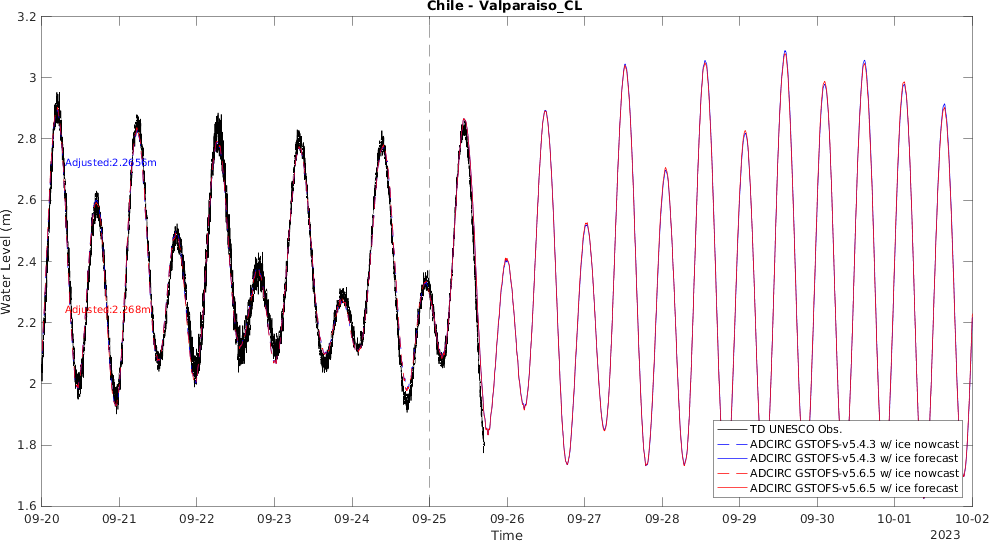 Chile - Valparaiso_CL
3.2
3
2.8
2.6
2.4
2.2
2
1.8
1.6
Water Level (m)
Adjusted:2.2656m
Adjusted:2.268m
TD UNESCO Obs.
ADCIRC GSTOFS-v5.4.3 w/ ice nowcast
ADCIRC GSTOFS-v5.4.3 w/ ice forecast
ADCIRC GSTOFS-v5.6.5 w/ ice nowcast
ADCIRC GSTOFS-v5.6.5 w/ ice forecast
09-20 09-21 09-22 09-23 09-24 09-25 09-26 09-27 09-28 09-29 09-30 10-01 10-02
Time
2023